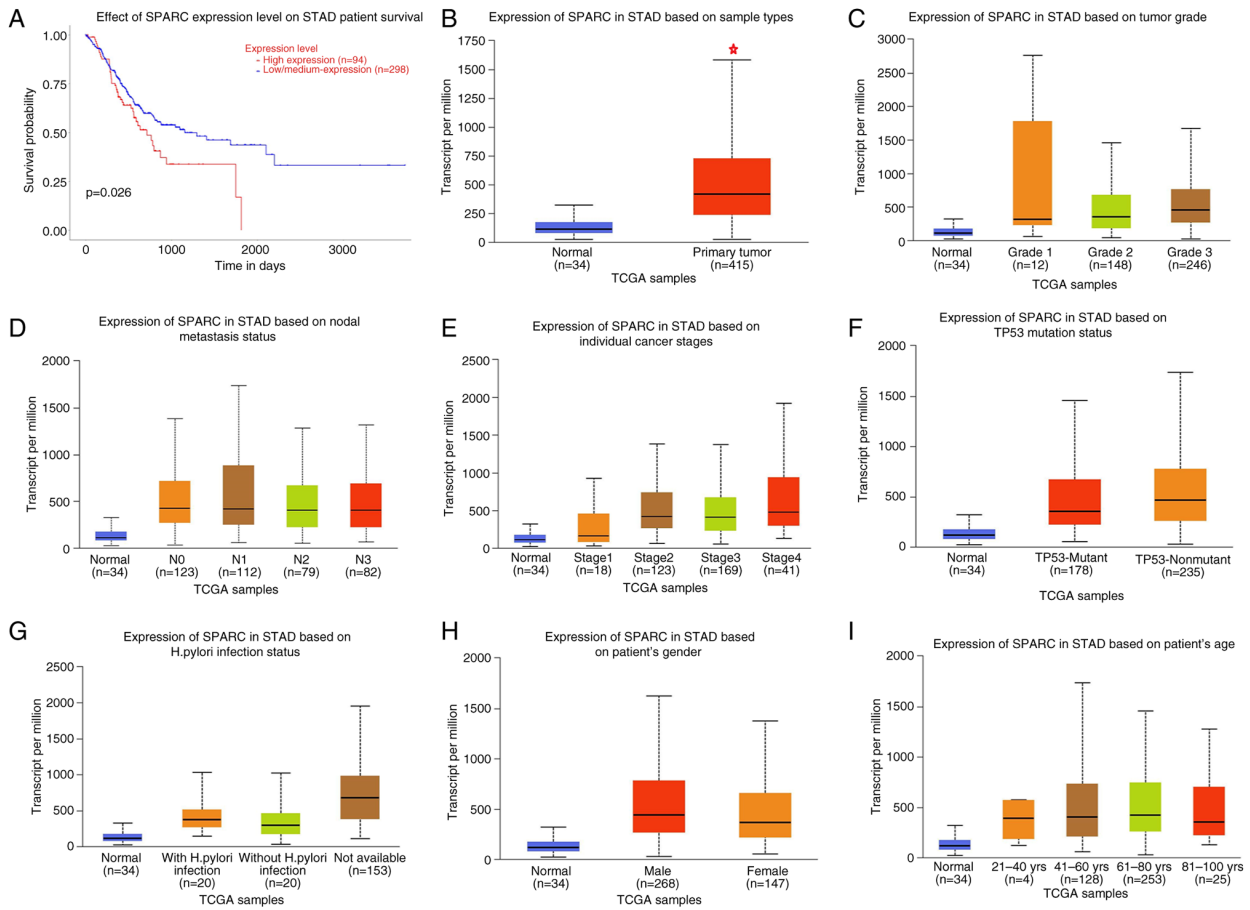 A
Effect of SPARC expression level on STAD patient survival
Survival probability
1.00
0.75
0.50
0.25
0.00
Expression level
High expression (n=94)
Low/medium-expression (n=298)
p=0.026
0 1000 2000 3000
Time in days
B
Expression of SPARC in STAD based on sample types
Transcript per million
1750
1500
1250
1000
750
500
250
0
Normal Primary tumor
(n=34) (n=415)
TCGA samples
C
Expression of SPARC in STAD based on tumor grade
Transcript per million
3000
2500
2000
1500
1000
500
0
Normal Grade 1 Grade 2 Grade 3
(n=34) (n=12) (n=148) (n=246)
TCGA samples
D
Expression of SPARC in STAD based on nodal
metastasis status
Transcript per million
2000
1500
1000
500
0
Normal N0 N1 N2 N3
(n=34) (n=123) (n=112) (n=79) (n=82)
TCGA samples
E
Expression of SPARC in STAD based on
individual cancer stages
Transcript per million
2500
2000
1500
1000
500
0
Normal Stage1 Stage2 Stage3 Stage4
(n=34) (n=18) (n=123) (n=169) (n=41)
TCGA samples
F
Expression of SPARC in STAD based on
TP53 mutation status
Transcript per million
2000
1500
1000
500
0
Normal TP53-Mutant TP53-Nonmutant
(n=34) (n=178) (n=235)
TCGA samples
G
Expression of SPARC in STAD based on
H.pylori infection status
Transcript per million
2500
2000
1500
1000
500
0
Normal With H.pylori Without H.pylori Not available
(n=34) infection infection (n=153)
(n=20) (n=20)
TCGA samples
H
Expression of SPARC in STAD based
on patient's gender
Transcript per million
2000
1500
1000
500
0
Normal Male Female
(n=34) (n=268) (n=147)
TCGA samples
I
Expression of SPARC in STAD based on patient's age
Transcript per million
2000
1500
1000
500
0
Normal 21–40 yrs 41–60 yrs 61–80 yrs 81–100 yrs
(n=34) (n=4) (n=128) (n=253) (n=25)
TCGA samples